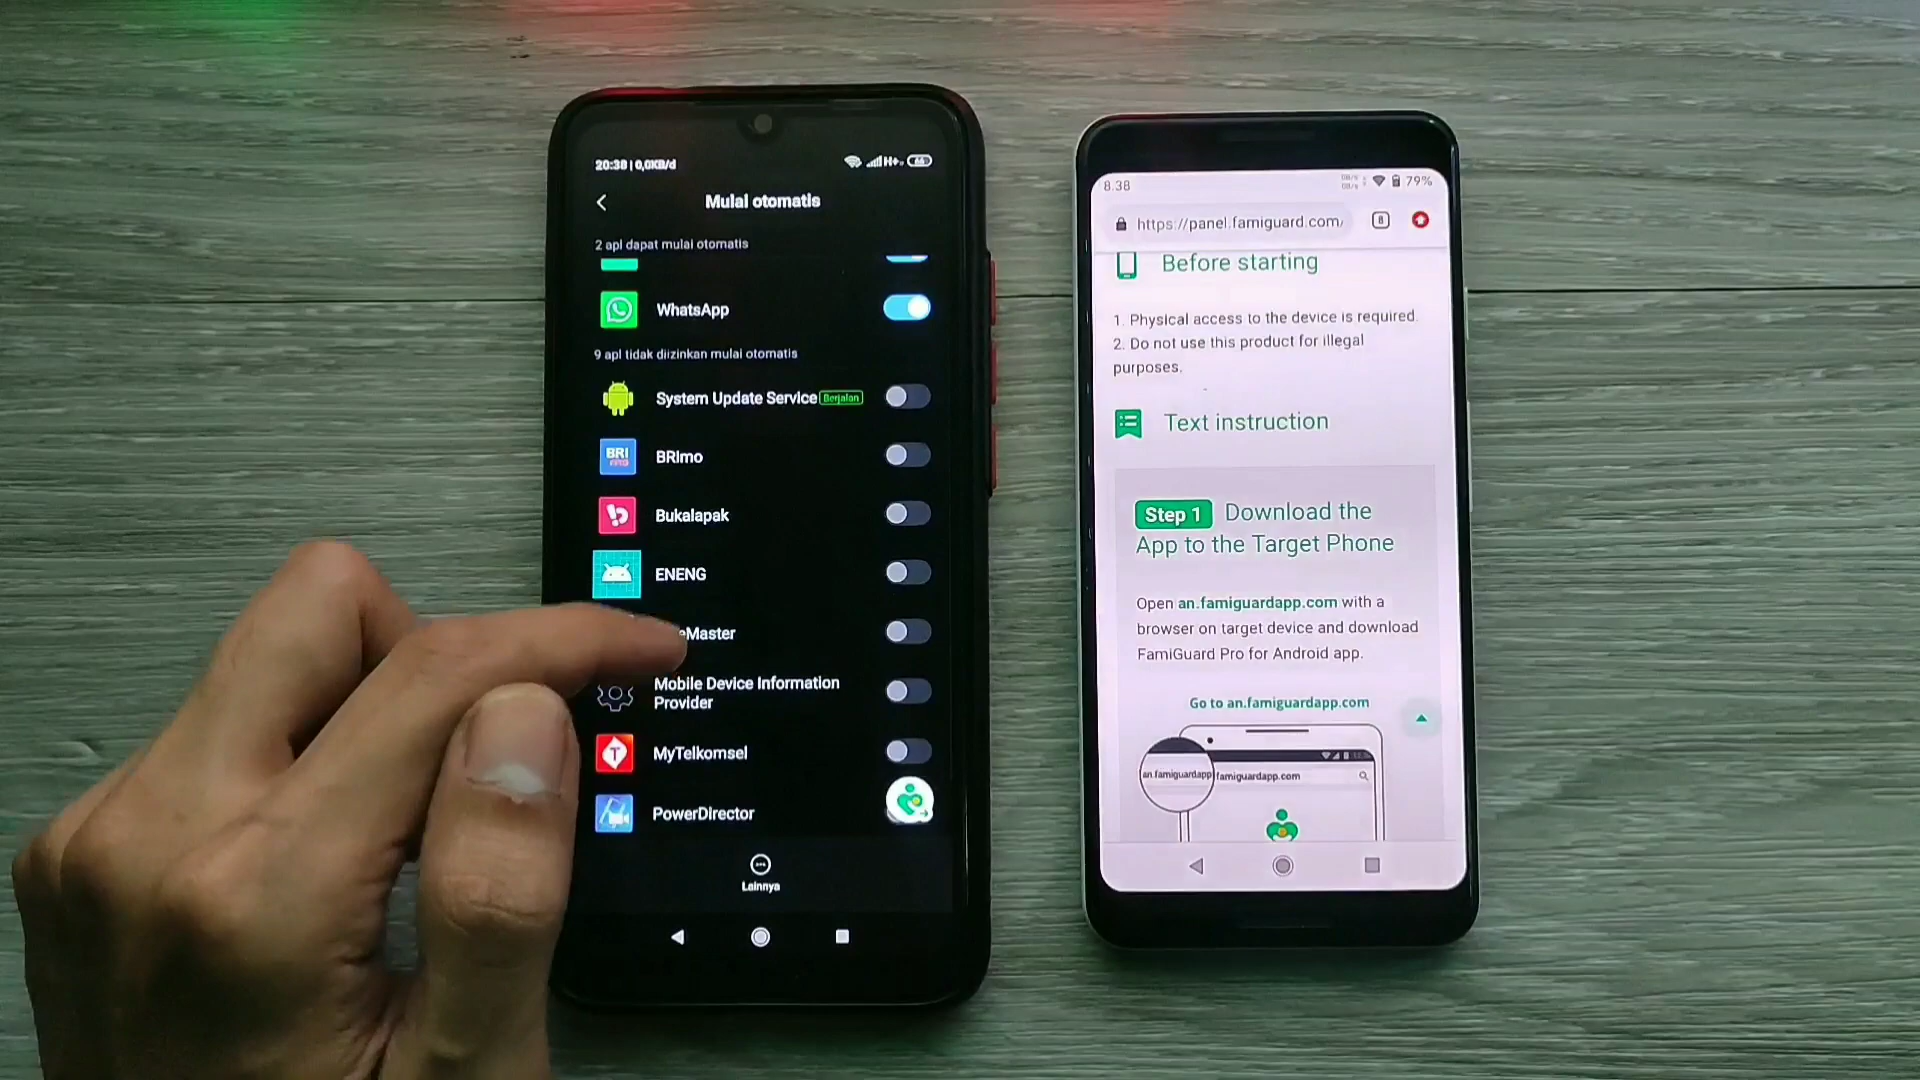 20:38 | 0,0KB/d
H+
66
Mulai otomatis
2 apl dapat mulai otomatis
WhatsApp
9 apl tidak diizinkan mulai otomatis
System Update Service Berjalan
BRImo
BRI
Bukalapak
ENENG
eMaster
Mobile Device Information
Provider
MyTelkomsel
PowerDirector
Lainnya
8.38
79%
https://panel.famiguard.com/
8
Before starting
1. Physical access to the device is required.
2. Do not use this product for illegal
purposes.
Text instruction
Step 1 Download the
App to the Target Phone
Open an.famiguardapp.com with a
browser on target device and download
FamiGuard Pro for Android app.
Go to an.famiguardapp.com
an.famiguardapp
famiguardapp.com